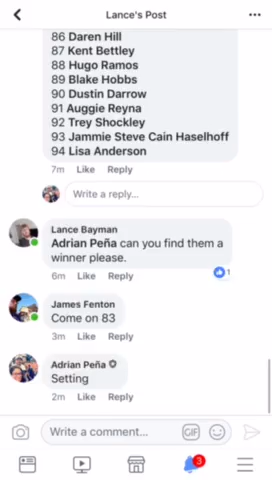 Lance's Post
86 Daren Hill
87 Kent Bettley
88 Hugo Ramos
89 Blake Hobbs
90 Dustin Darrow
91 Auggie Reyna
92 Trey Shockley
93 Jammie Steve Cain Haselhoff
94 Lisa Anderson
7m Like Reply
Write a reply...
Lance Bayman
Adrian Peña can you find them a
winner please.
6m Like Reply
1
James Fenton
Come on 83
3m Like Reply
Adrian Peña
Setting
2m Like Reply
Write a comment...
GIF
3